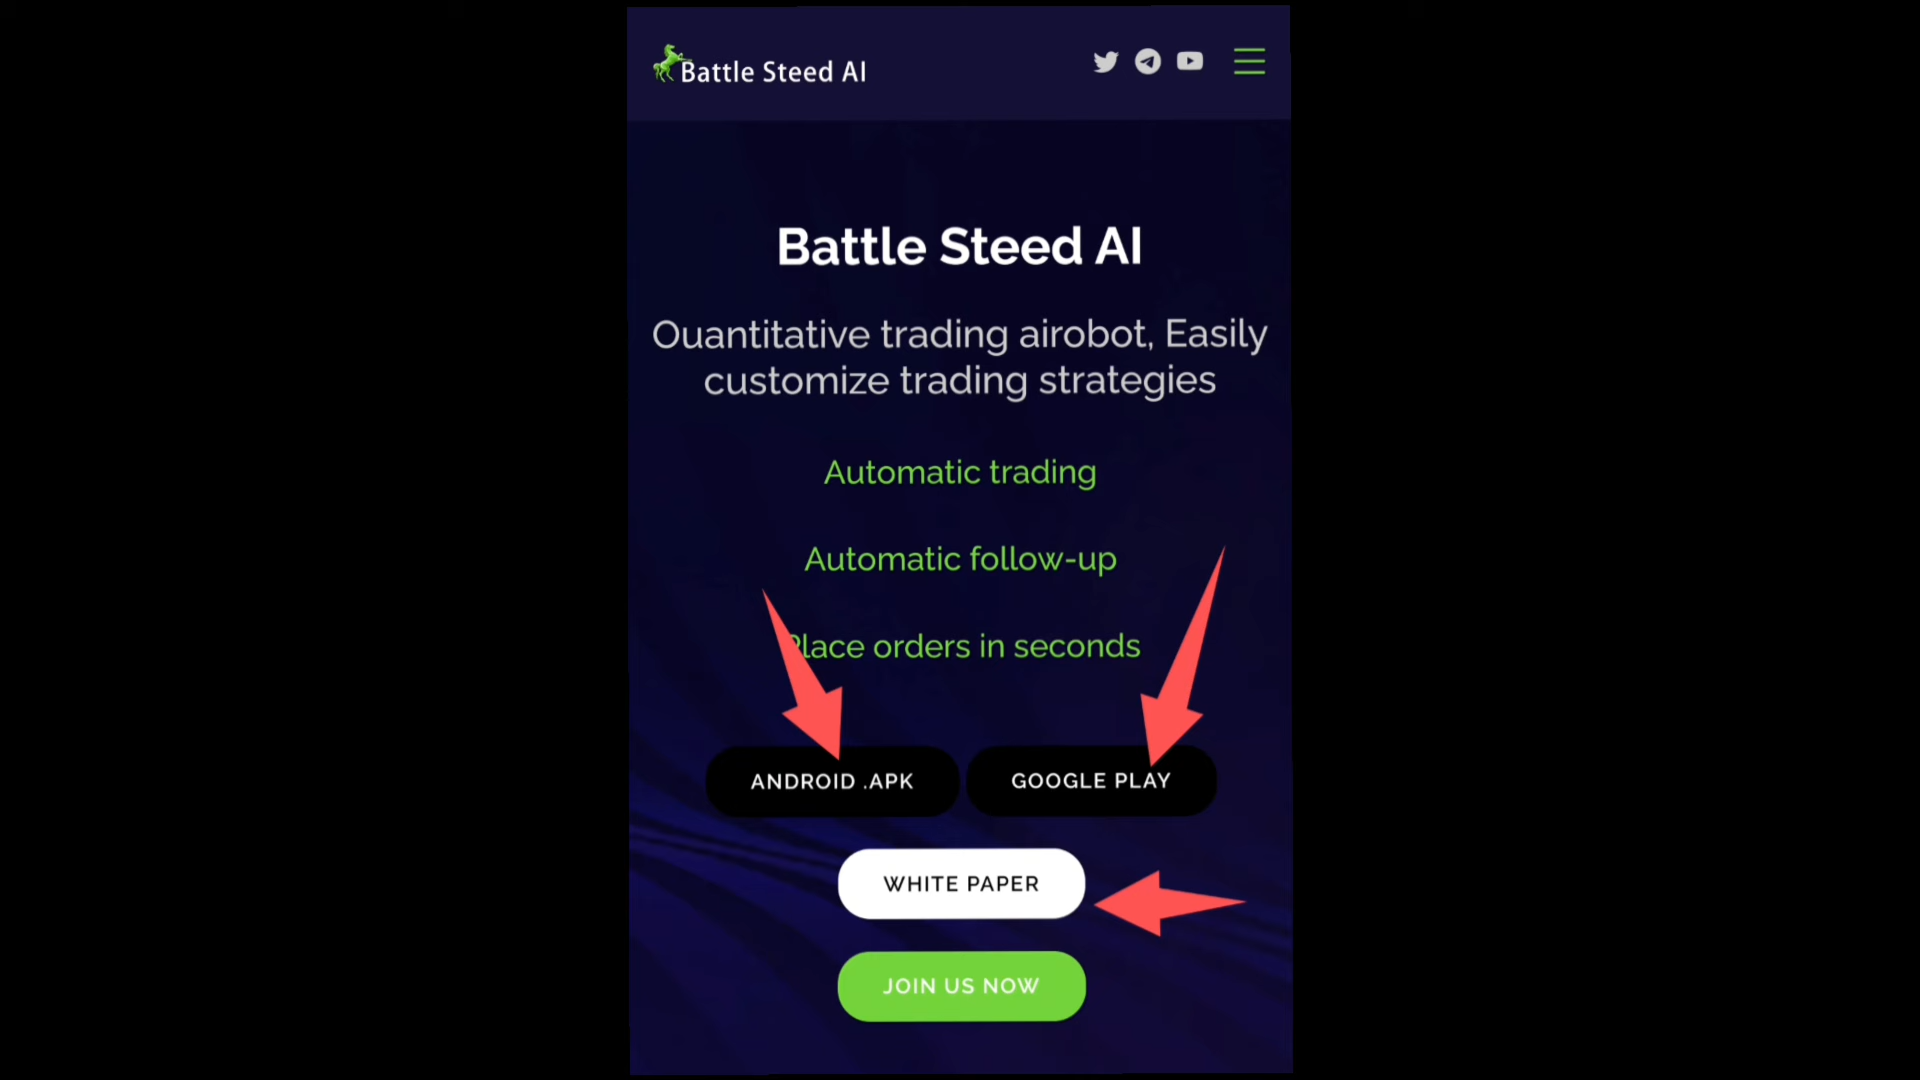 Battle Steed AI
Battle Steed AI
Ouantitative trading airobot, Easily
customize trading strategies
Automatic trading
Automatic follow-up
Place orders in seconds
ANDROID .APK
GOOGLE PLAY
WHITE PAPER
JOIN US NOW